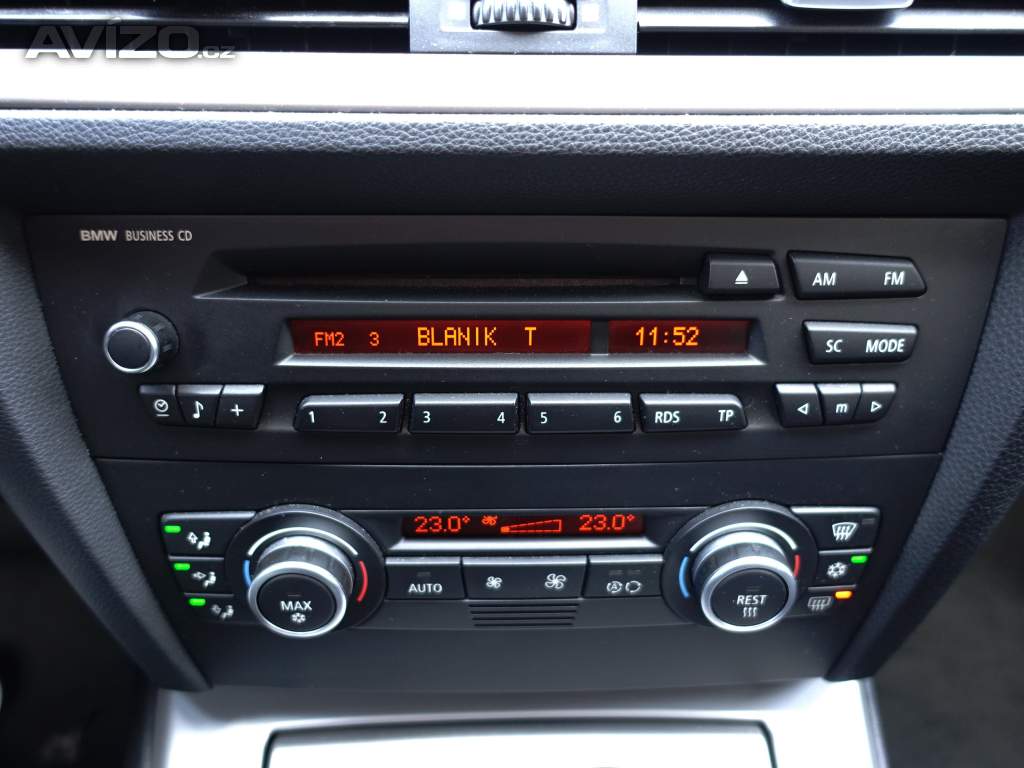 AVÍZO.cz
BMW BUSINESS CD
AM FM
FM2 3 BLANIK T 11:52
SC MODE
+
1 2 3 4 5 6 RDS TP
m
23.0° 23.0°
AUTO
MAX
REST